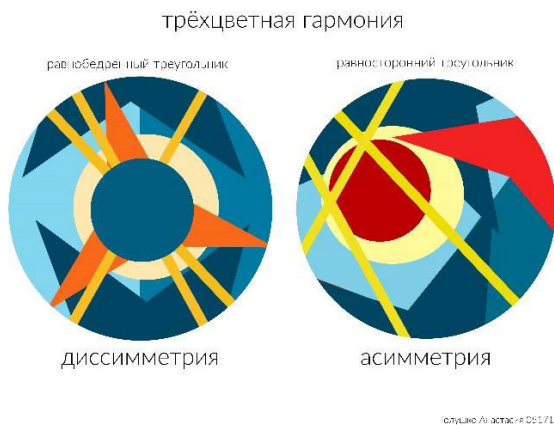 трёхцветная гармония
равнобедренный треугольник
равносторонний треугольник
диссимметрия
асимметрия
Анастасия 05171